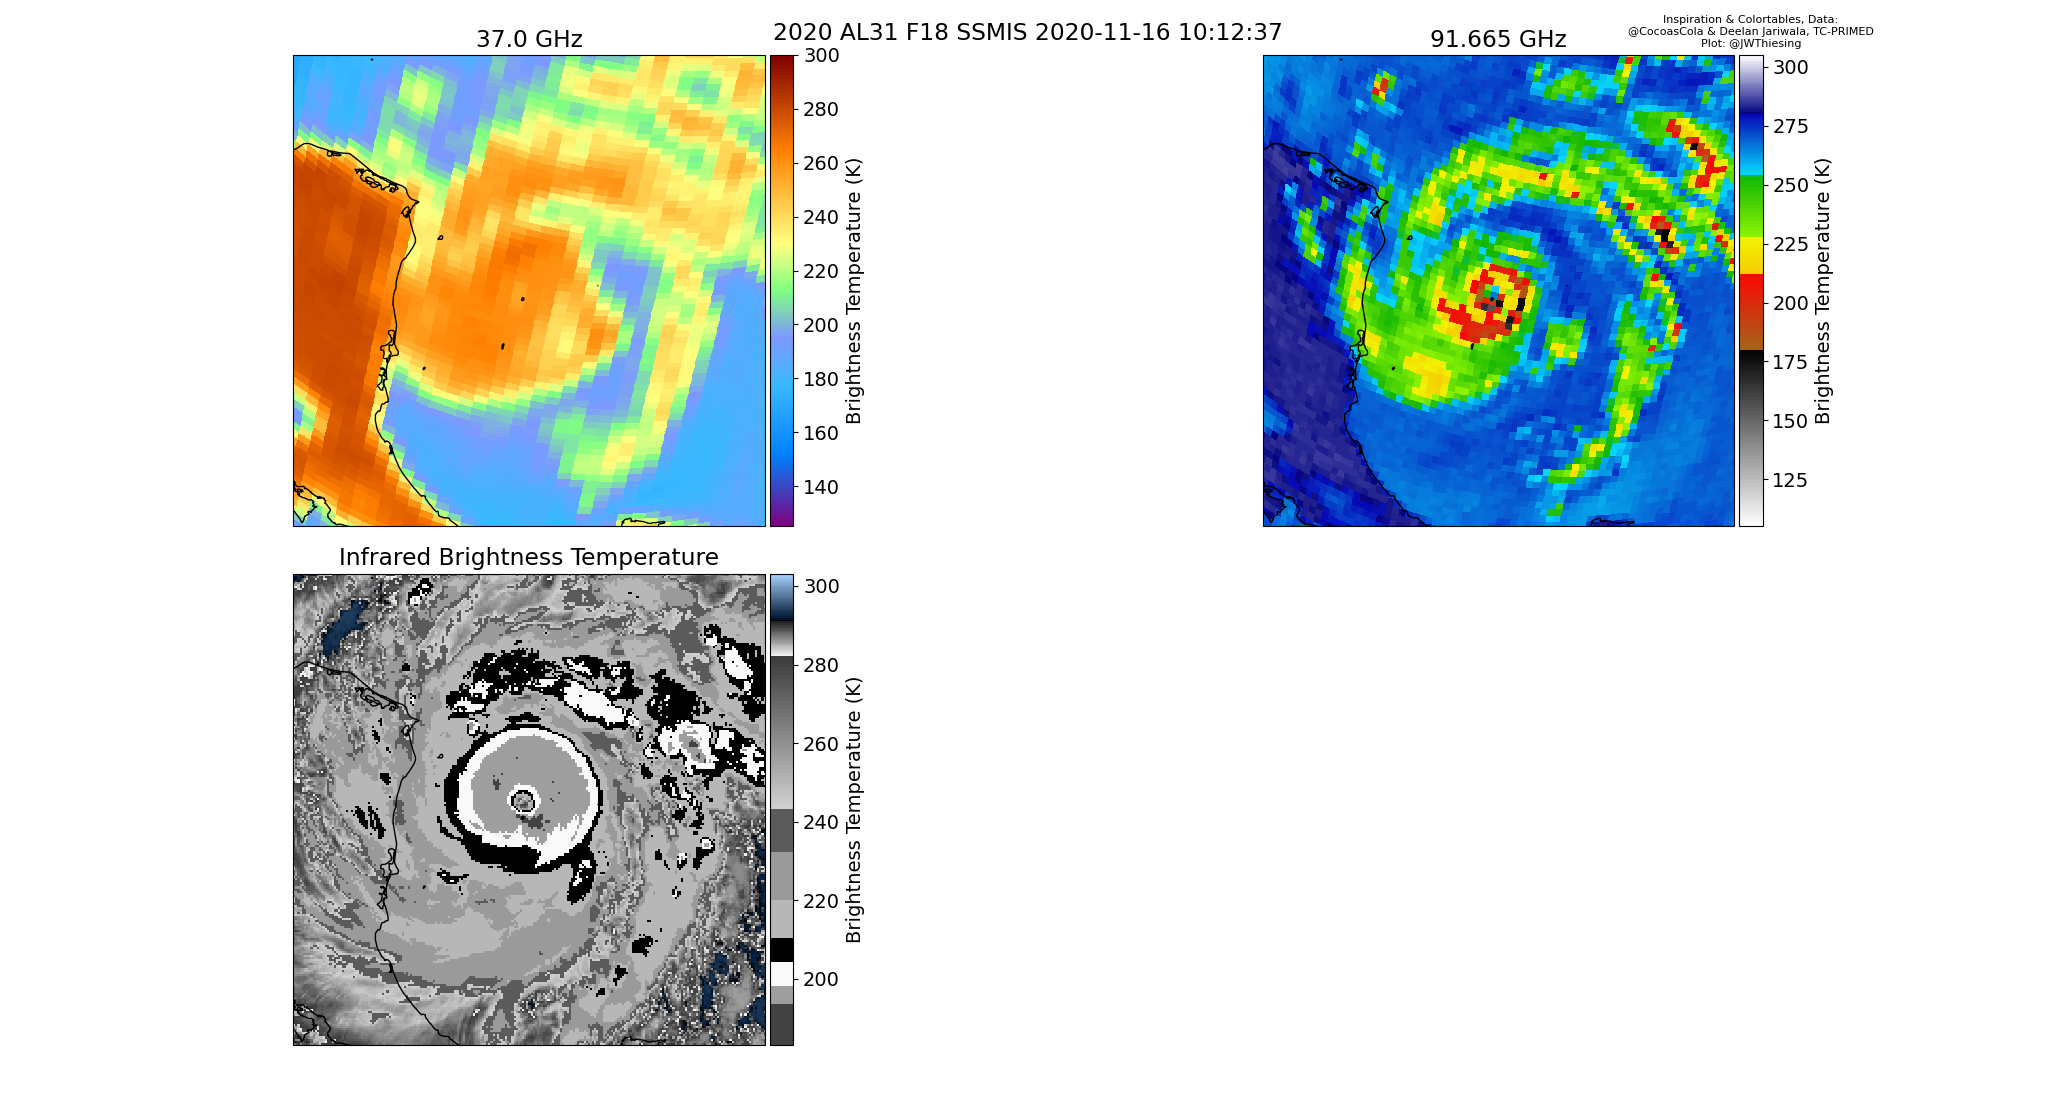 2020 AL31 F18 SSMIS 2020-11-16 10:12:37
Inspiration & Colortables, Data:
@CocoasCola & Deelan Jariwala, TC-PRIMED
Plot: @JWThiesing
37.0 GHz
300
280
260
240
220
200
180
160
140
Brightness Temperature (K)
91.665 GHz
300
275
250
225
200
175
150
125
Brightness Temperature (K)
Infrared Brightness Temperature
300
280
260
240
220
200
Brightness Temperature (K)